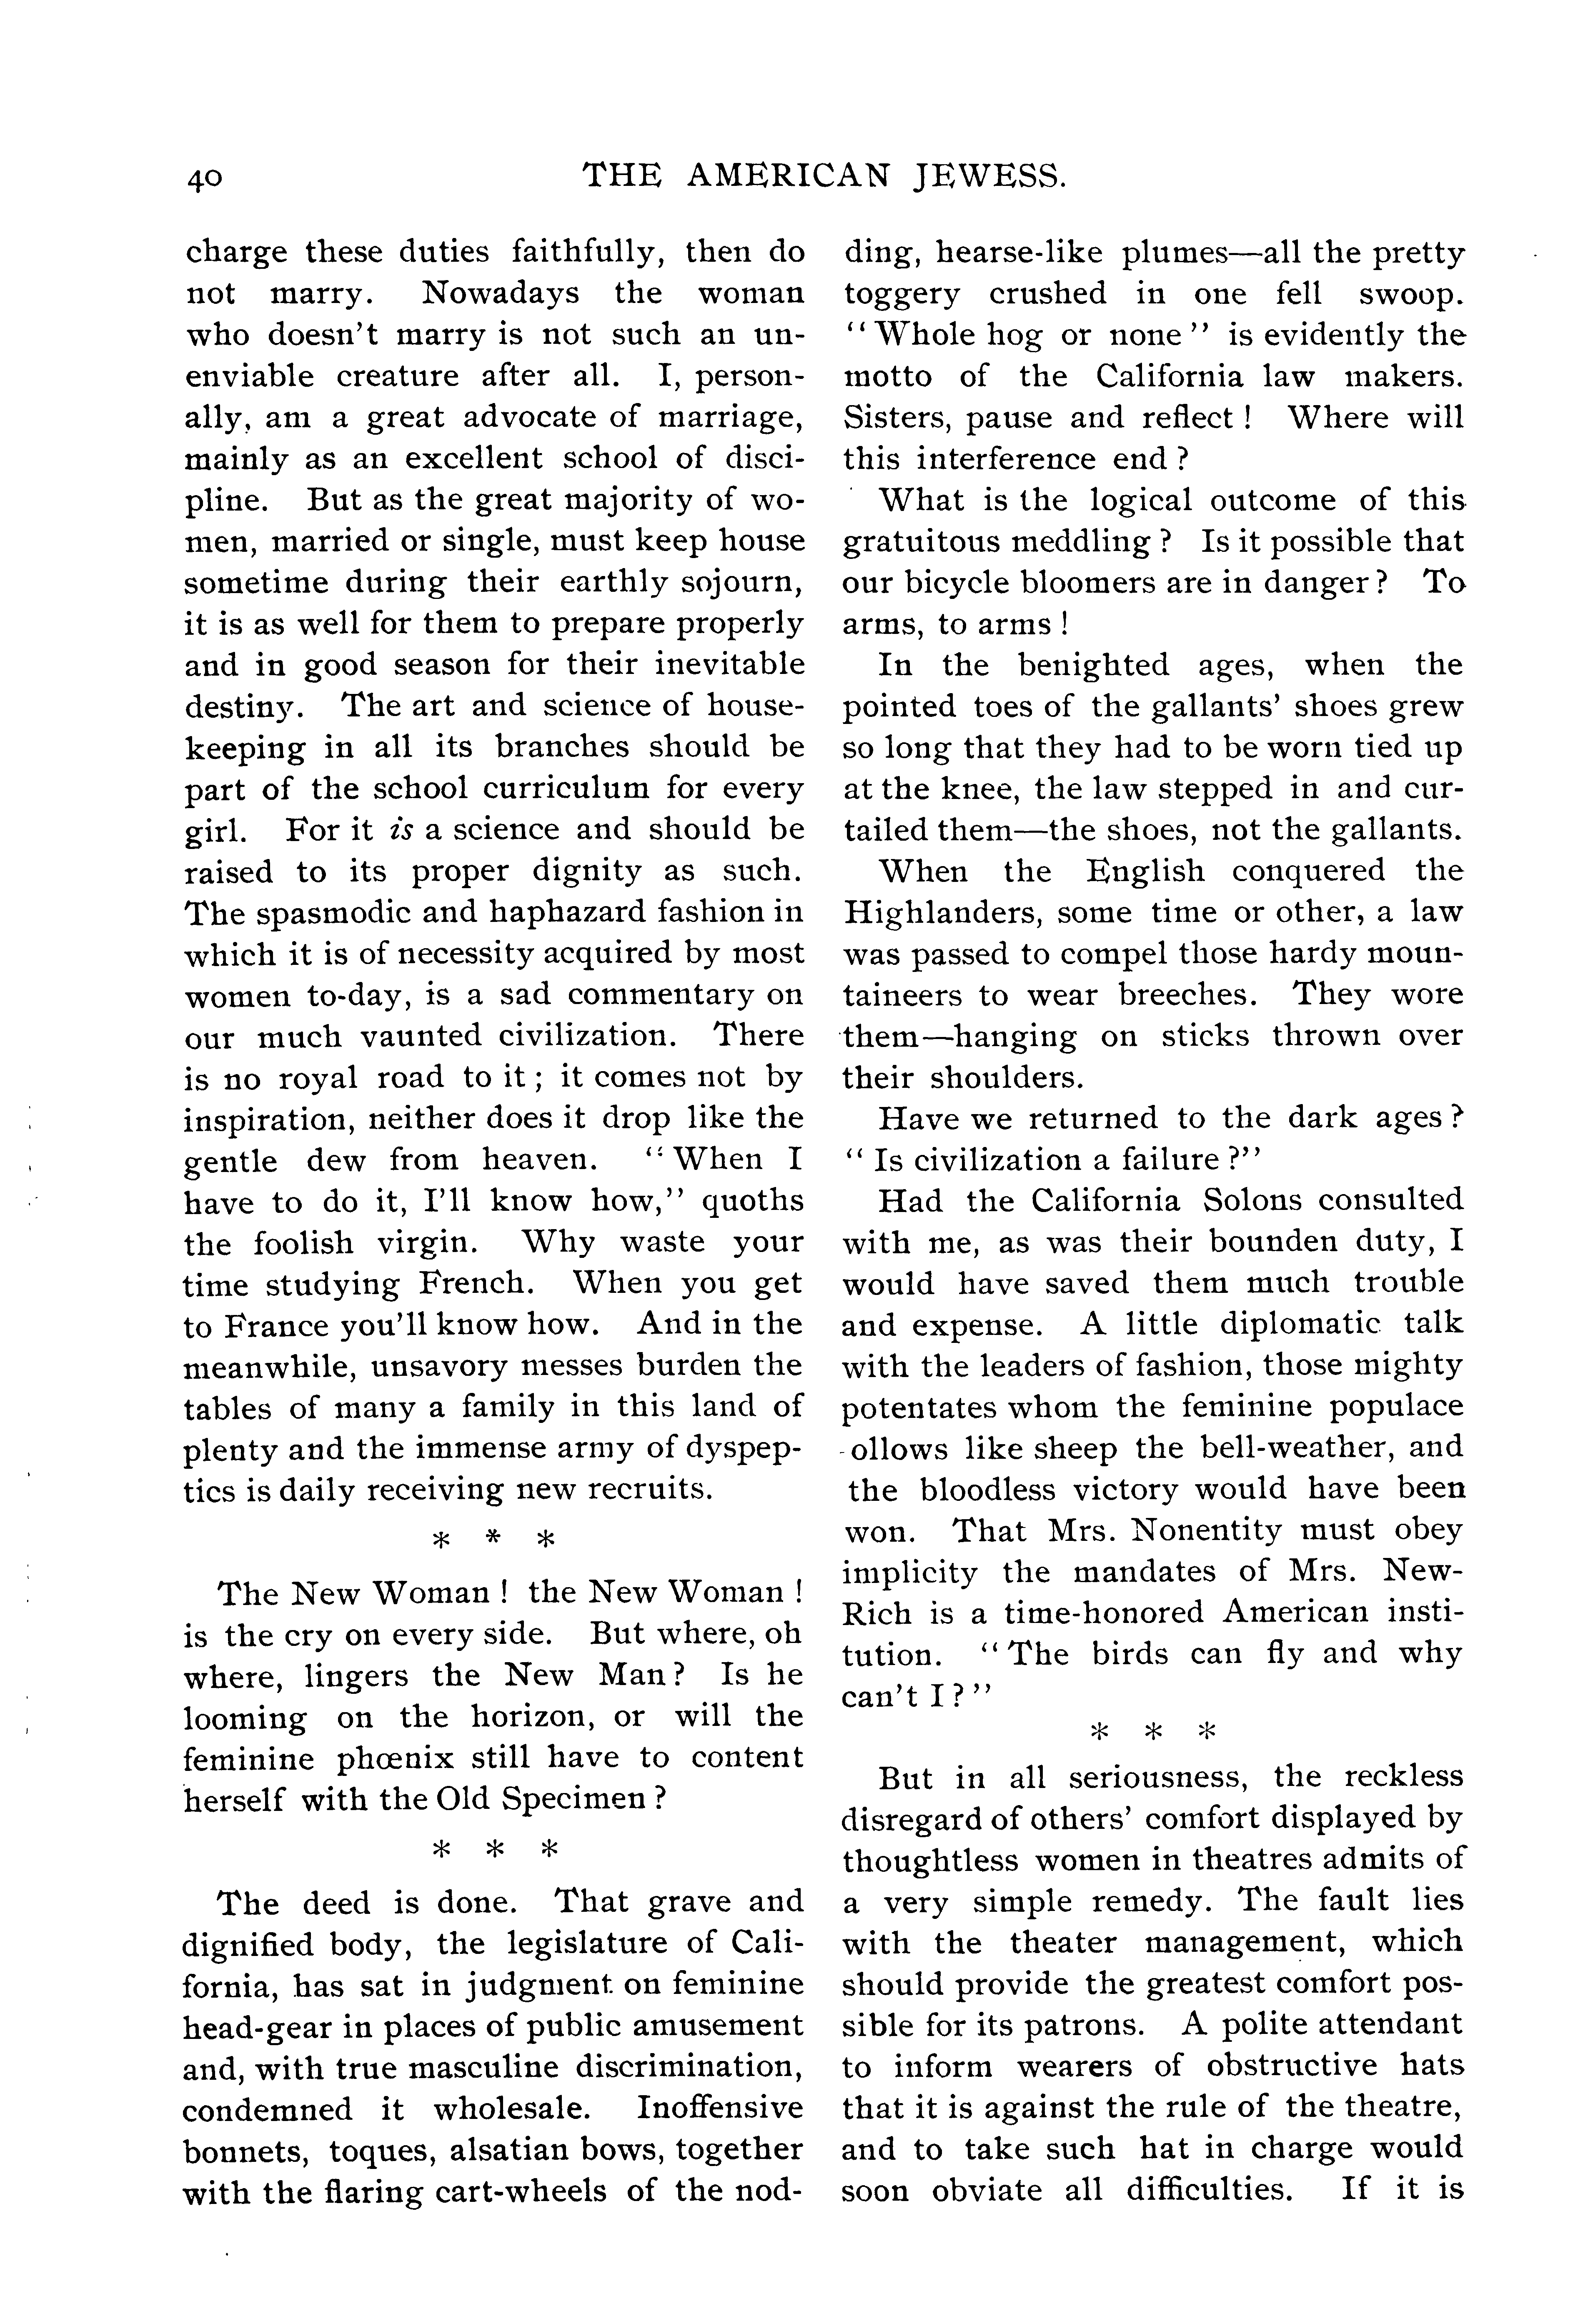 40
THE AMERICAN JEWESS.
charge these duties faithfully, then do
not marry. Nowadays the woman
who doesn't marry is not such an un-
enviable creature after all. I, person-
ally, am a great advocate of marriage,
mainly as an excellent school of disci-
pline. But as the great majority of wo-
men, married or single, must keep house
sometime during their earthly sojourn,
it is as well for them to prepare properly
and in good season for their inevitable
destiny. The art and science of house-
keeping in all its branches should be
part of the school curriculum for every
girl. For it is a science and should be
raised to its proper dignity as such.
The spasmodic and haphazard fashion in
which it is of necessity acquired by most
women to-day, is a sad commentary on
our much vaunted civilization. There
is no royal road to it ; it comes not by
inspiration, neither does it drop like the
gentle dew from heaven. "When I
have to do it, I'll know how," quoths
the foolish virgin. Why waste your
time studying French. When you get
to France you'll know how. And in the
meanwhile, unsavory messes burden the
tables of many a family in this land of
plenty and the immense army of dyspep-
tics is daily receiving new recruits.
* * *
The New Woman ! the New Woman !
is the cry on every side. But where, oh
where, lingers the New Man? Is he
looming on the horizon, or will the
feminine phœnix still have to content
herself with the Old Specimen ?
* * *
The deed is done. That grave and
dignified body, the legislature of Cali-
fornia, has sat in judgment on feminine
head-gear in places of public amusement
and, with true masculine discrimination,
condemned it wholesale. Inoffensive
bonnets, toques, alsatian bows, together
with the flaring cart-wheels of the nod-
ding, hearse-like plumes—all the pretty
toggery crushed in one fell swoop.
"Whole hog or none" is evidently the
motto of the California law makers.
Sisters, pause and reflect ! Where will
this interference end ?
What is the logical outcome of this
gratuitous meddling ? Is it possible that
our bicycle bloomers are in danger ? To
arms, to arms !
In the benighted ages, when the
pointed toes of the gallants' shoes grew
so long that they had to be worn tied up
at the knee, the law stepped in and cur-
tailed them—the shoes, not the gallants.
When the English conquered the
Highlanders, some time or other, a law
was passed to compel those hardy moun-
taineers to wear breeches. They wore
them—hanging on sticks thrown over
their shoulders.
Have we returned to the dark ages ?
" Is civilization a failure ?"
Had the California Solons consulted
with me, as was their bounden duty, I
would have saved them much trouble
and expense. A little diplomatic talk
with the leaders of fashion, those mighty
potentates whom the feminine populace
ollows like sheep the bell-weather, and
the bloodless victory would have been
won. That Mrs. Nonentity must obey
implicity the mandates of Mrs. New-
Rich is a time-honored American insti-
tution. "The birds can fly and why
can't I ? "
* * *
But in all seriousness, the reckless
disregard of others' comfort displayed by
thoughtless women in theatres admits of
a very simple remedy. The fault lies
with the theater management, which
should provide the greatest comfort pos-
sible for its patrons. A polite attendant
to inform wearers of obstructive hats
that it is against the rule of the theatre,
and to take such hat in charge would
soon obviate all difficulties. If it is